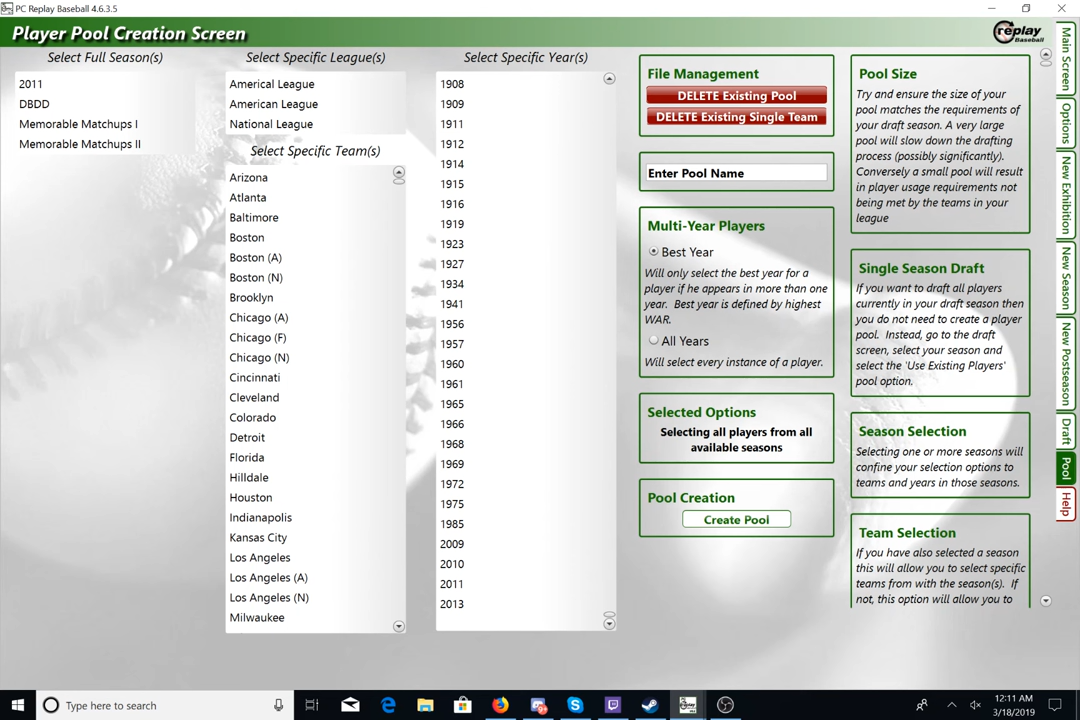 PC Replay Baseball 4.6.3.5
Player Pool Creation Screen
replay
Baseball
Select Full Season(s)
2011
DBDD
Memorable Matchups I
Memorable Matchups II
Select Specific League(s)
Americal League
American League
National League
Select Specific Team(s)
Arizona
Atlanta
Baltimore
Boston
Boston (A)
Boston (N)
Brooklyn
Chicago (A)
Chicago (F)
Chicago (N)
Cincinnati
Cleveland
Colorado
Detroit
Florida
Hilldale
Houston
Indianapolis
Kansas City
Los Angeles
Los Angeles (A)
Los Angeles (N)
Milwaukee
Select Specific Year(s)
1908
1909
1911
1912
1914
1915
1916
1919
1923
1927
1934
1941
1956
1957
1960
1961
1965
1966
1968
1969
1972
1975
1985
2009
2010
2011
2013
File Management
DELETE Existing Pool
DELETE Existing Single Team
Enter Pool Name
Multi-Year Players
Best Year
Will only select the best year for a
player if he appears in more than one
year. Best year is defined by highest
WAR.
All Years
Will select every instance of a player.
Selected Options
Selecting all players from all
available seasons
Pool Creation
Create Pool
Pool Size
Try and ensure the size of your
pool matches the requirements of
your draft season. A very large
pool will slow down the drafting
process (possibly significantly).
Conversely a small pool will result
in player usage requirements not
being met by the teams in your
league
Single Season Draft
If you want to draft all players
currently in your draft season then
you do not need to create a player
pool. Instead, go to the draft
screen, select your season and
select the 'Use Existing Players'
pool option.
Season Selection
Selecting one or more seasons will
confine your selection options to
teams and years in those seasons.
Team Selection
If you have also selected a season
this will allow you to select specific
teams from with the season(s). If
not, this option will allow you to
Main Screen
Options
New Exhibition
New Season
New Postseason
Draft
Pool
Help
Type here to search
12:11 AM
3/18/2019